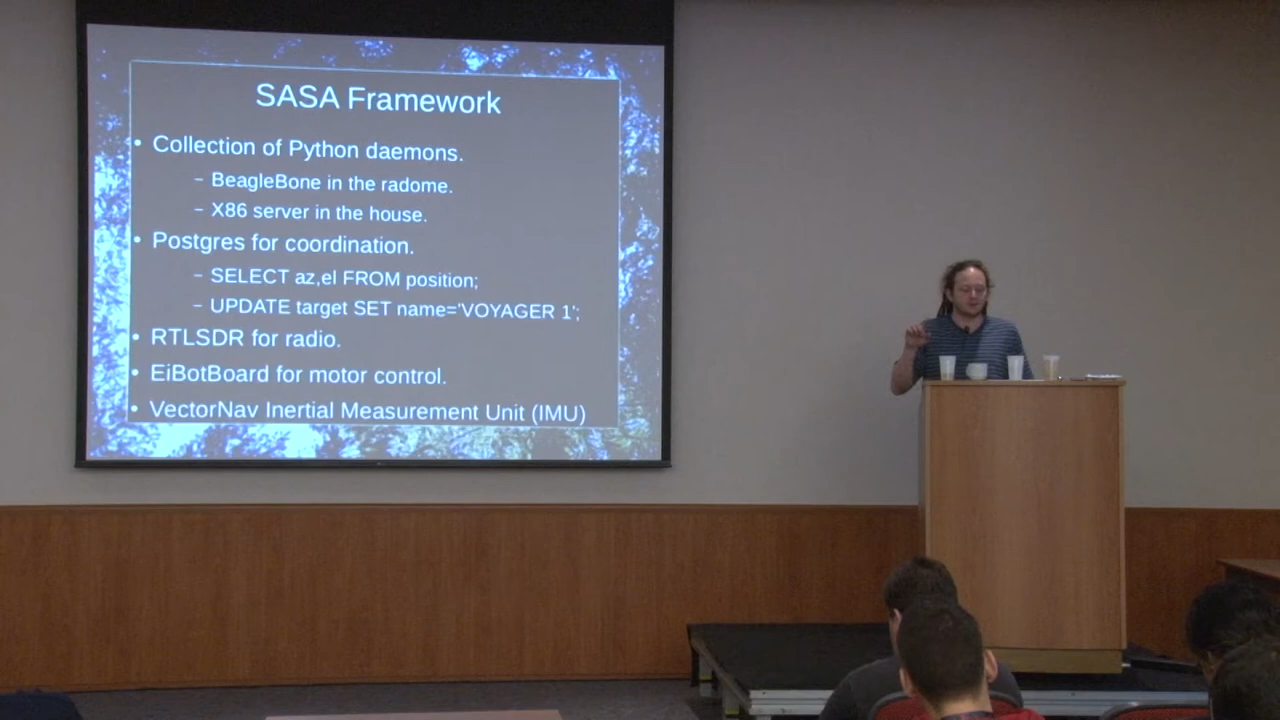 SASA Framework
• Collection of Python daemons.
– BeagleBone in the radome.
– X86 server in the house.
• Postgres for coordination.
– SELECT az,el FROM position;
– UPDATE target SET name='VOYAGER 1';
• RTLSDR for radio.
• EiBotBoard for motor control.
• VectorNav Inertial Measurement Unit (IMU)